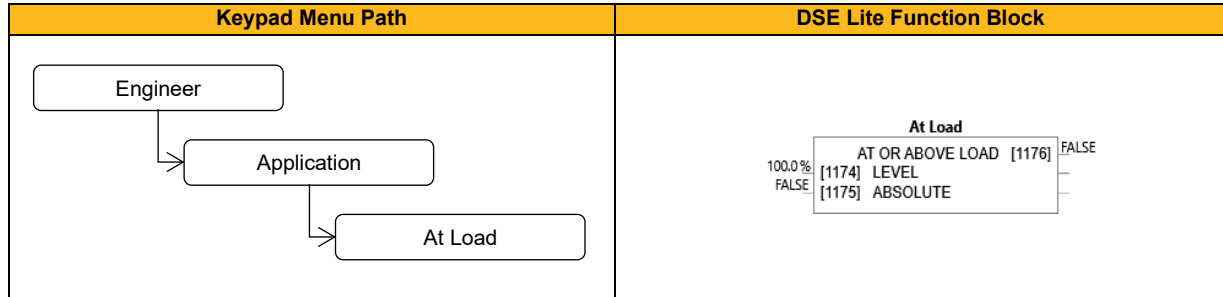 Keypad Menu Path
DSE Lite Function Block
Engineer
Application
At Load
At Load
AT OR ABOVE LOAD [1176] FALSE
100.0 % [1174] LEVEL
FALSE [1175] ABSOLUTE